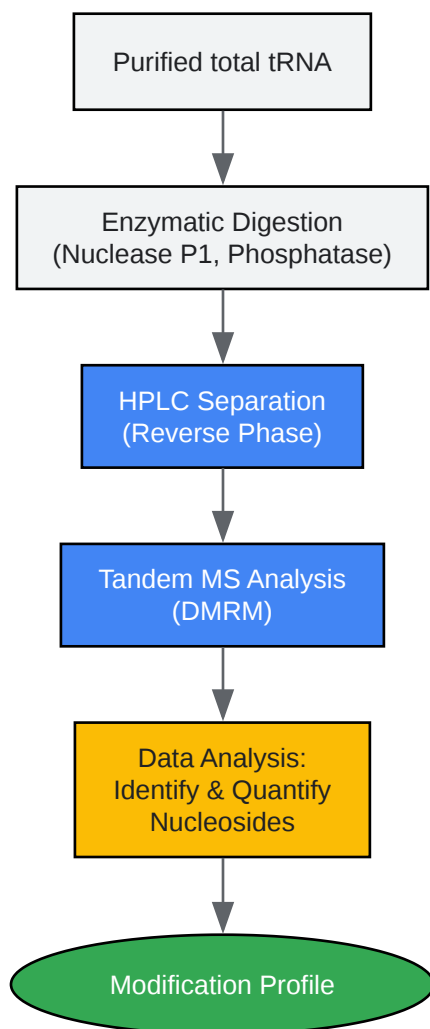 Purified total tRNA
Enzymatic Digestion
(Nuclease P1, Phosphatase)
HPLC Separation
(Reverse Phase)
Tandem MS Analysis
(DMRM)
Data Analysis:
Identify & Quantify
Nucleosides
Modification Profile